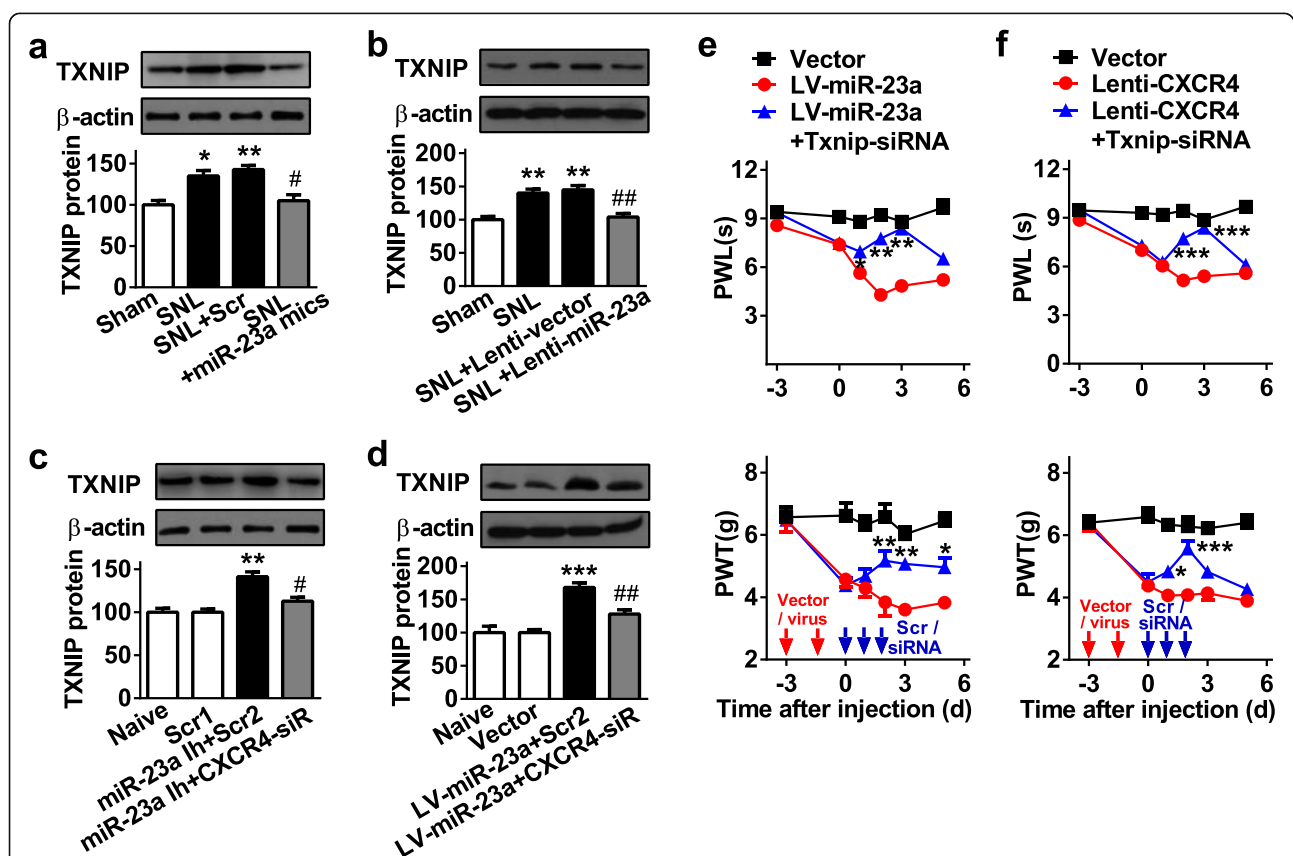 a
TXNIP
β-actin
TXNIP protein
150
100
50
0
*
**
#
Sham
SNL
SNL+Scr
SNL
+miR-23a mics
b
TXNIP
β-actin
TXNIP protein
200
150
100
50
0
**
**
##
Sham
SNL
SNL+Lenti-vector
SNL+Lenti-miR-23a
e
Vector
LV-miR-23a
LV-miR-23a
+Txnip-siRNA
PWL(s)
12
9
6
3
*
**
**
-3
0
3
6
f
Vector
Lenti-CXCR4
Lenti-CXCR4
+Txnip-siRNA
PWL (s)
12
9
6
3
0
***
***
-3
0
3
6
c
TXNIP
β-actin
TXNIP protein
150
100
50
0
**
#
Naive
Scr1
miR-23a Ih+Scr2
miR-23a Ih+CXCR4-siR
d
TXNIP
β-actin
TXNIP protein
200
150
100
50
0
***
##
Naive
Vector
LV-miR-23a+Scr2
LV-miR-23a+CXCR4-siR
PWT(g)
8
6
4
2
**
**
*
Vector
/ virus
Scr /
siRNA
-3
0
3
6
Time after injection (d)
PWT(g)
8
6
4
2
*
***
Vector
/ virus
Scr /
siRNA
-3
0
3
6
Time after injection (d)